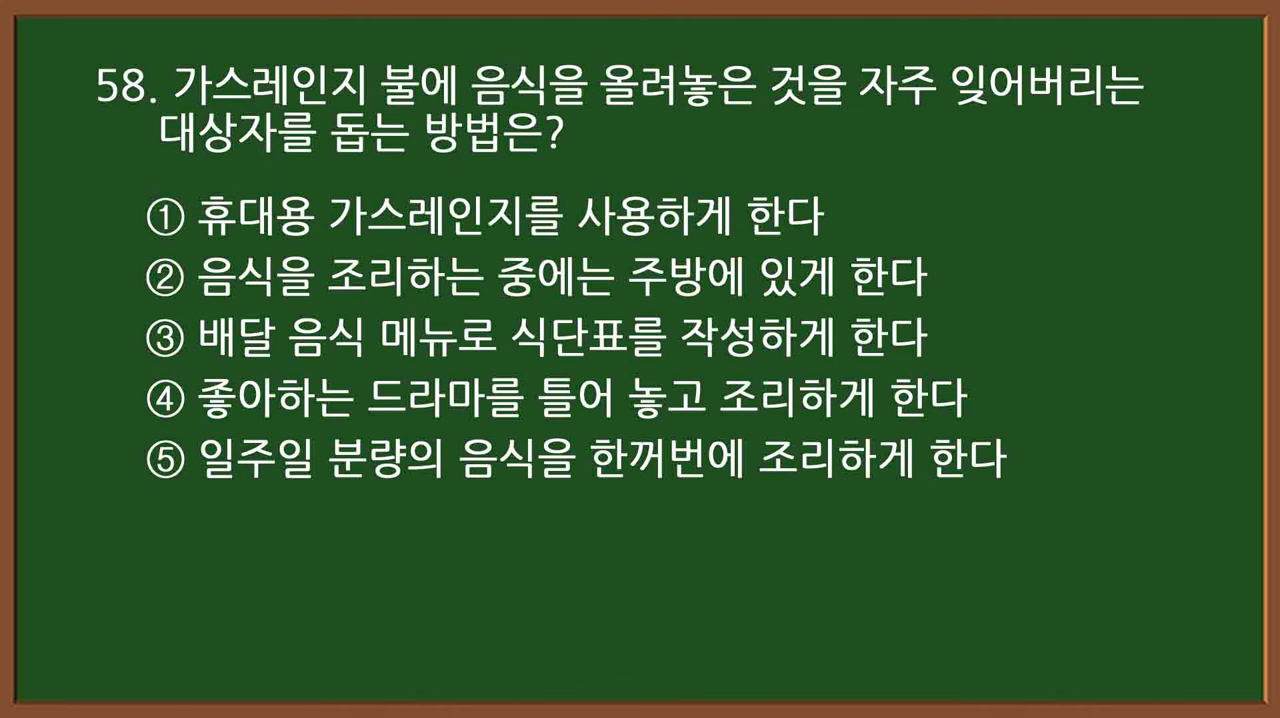 58. 가스레인지 불에 음식을 올려놓은 것을 자주 잊어버리는
대상자를 돕는 방법은?
① 휴대용 가스레인지를 사용하게 한다
② 음식을 조리하는 중에는 주방에 있게 한다
③ 배달 음식 메뉴로 식단표를 작성하게 한다
④ 좋아하는 드라마를 틀어 놓고 조리하게 한다
⑤ 일주일 분량의 음식을 한꺼번에 조리하게 한다